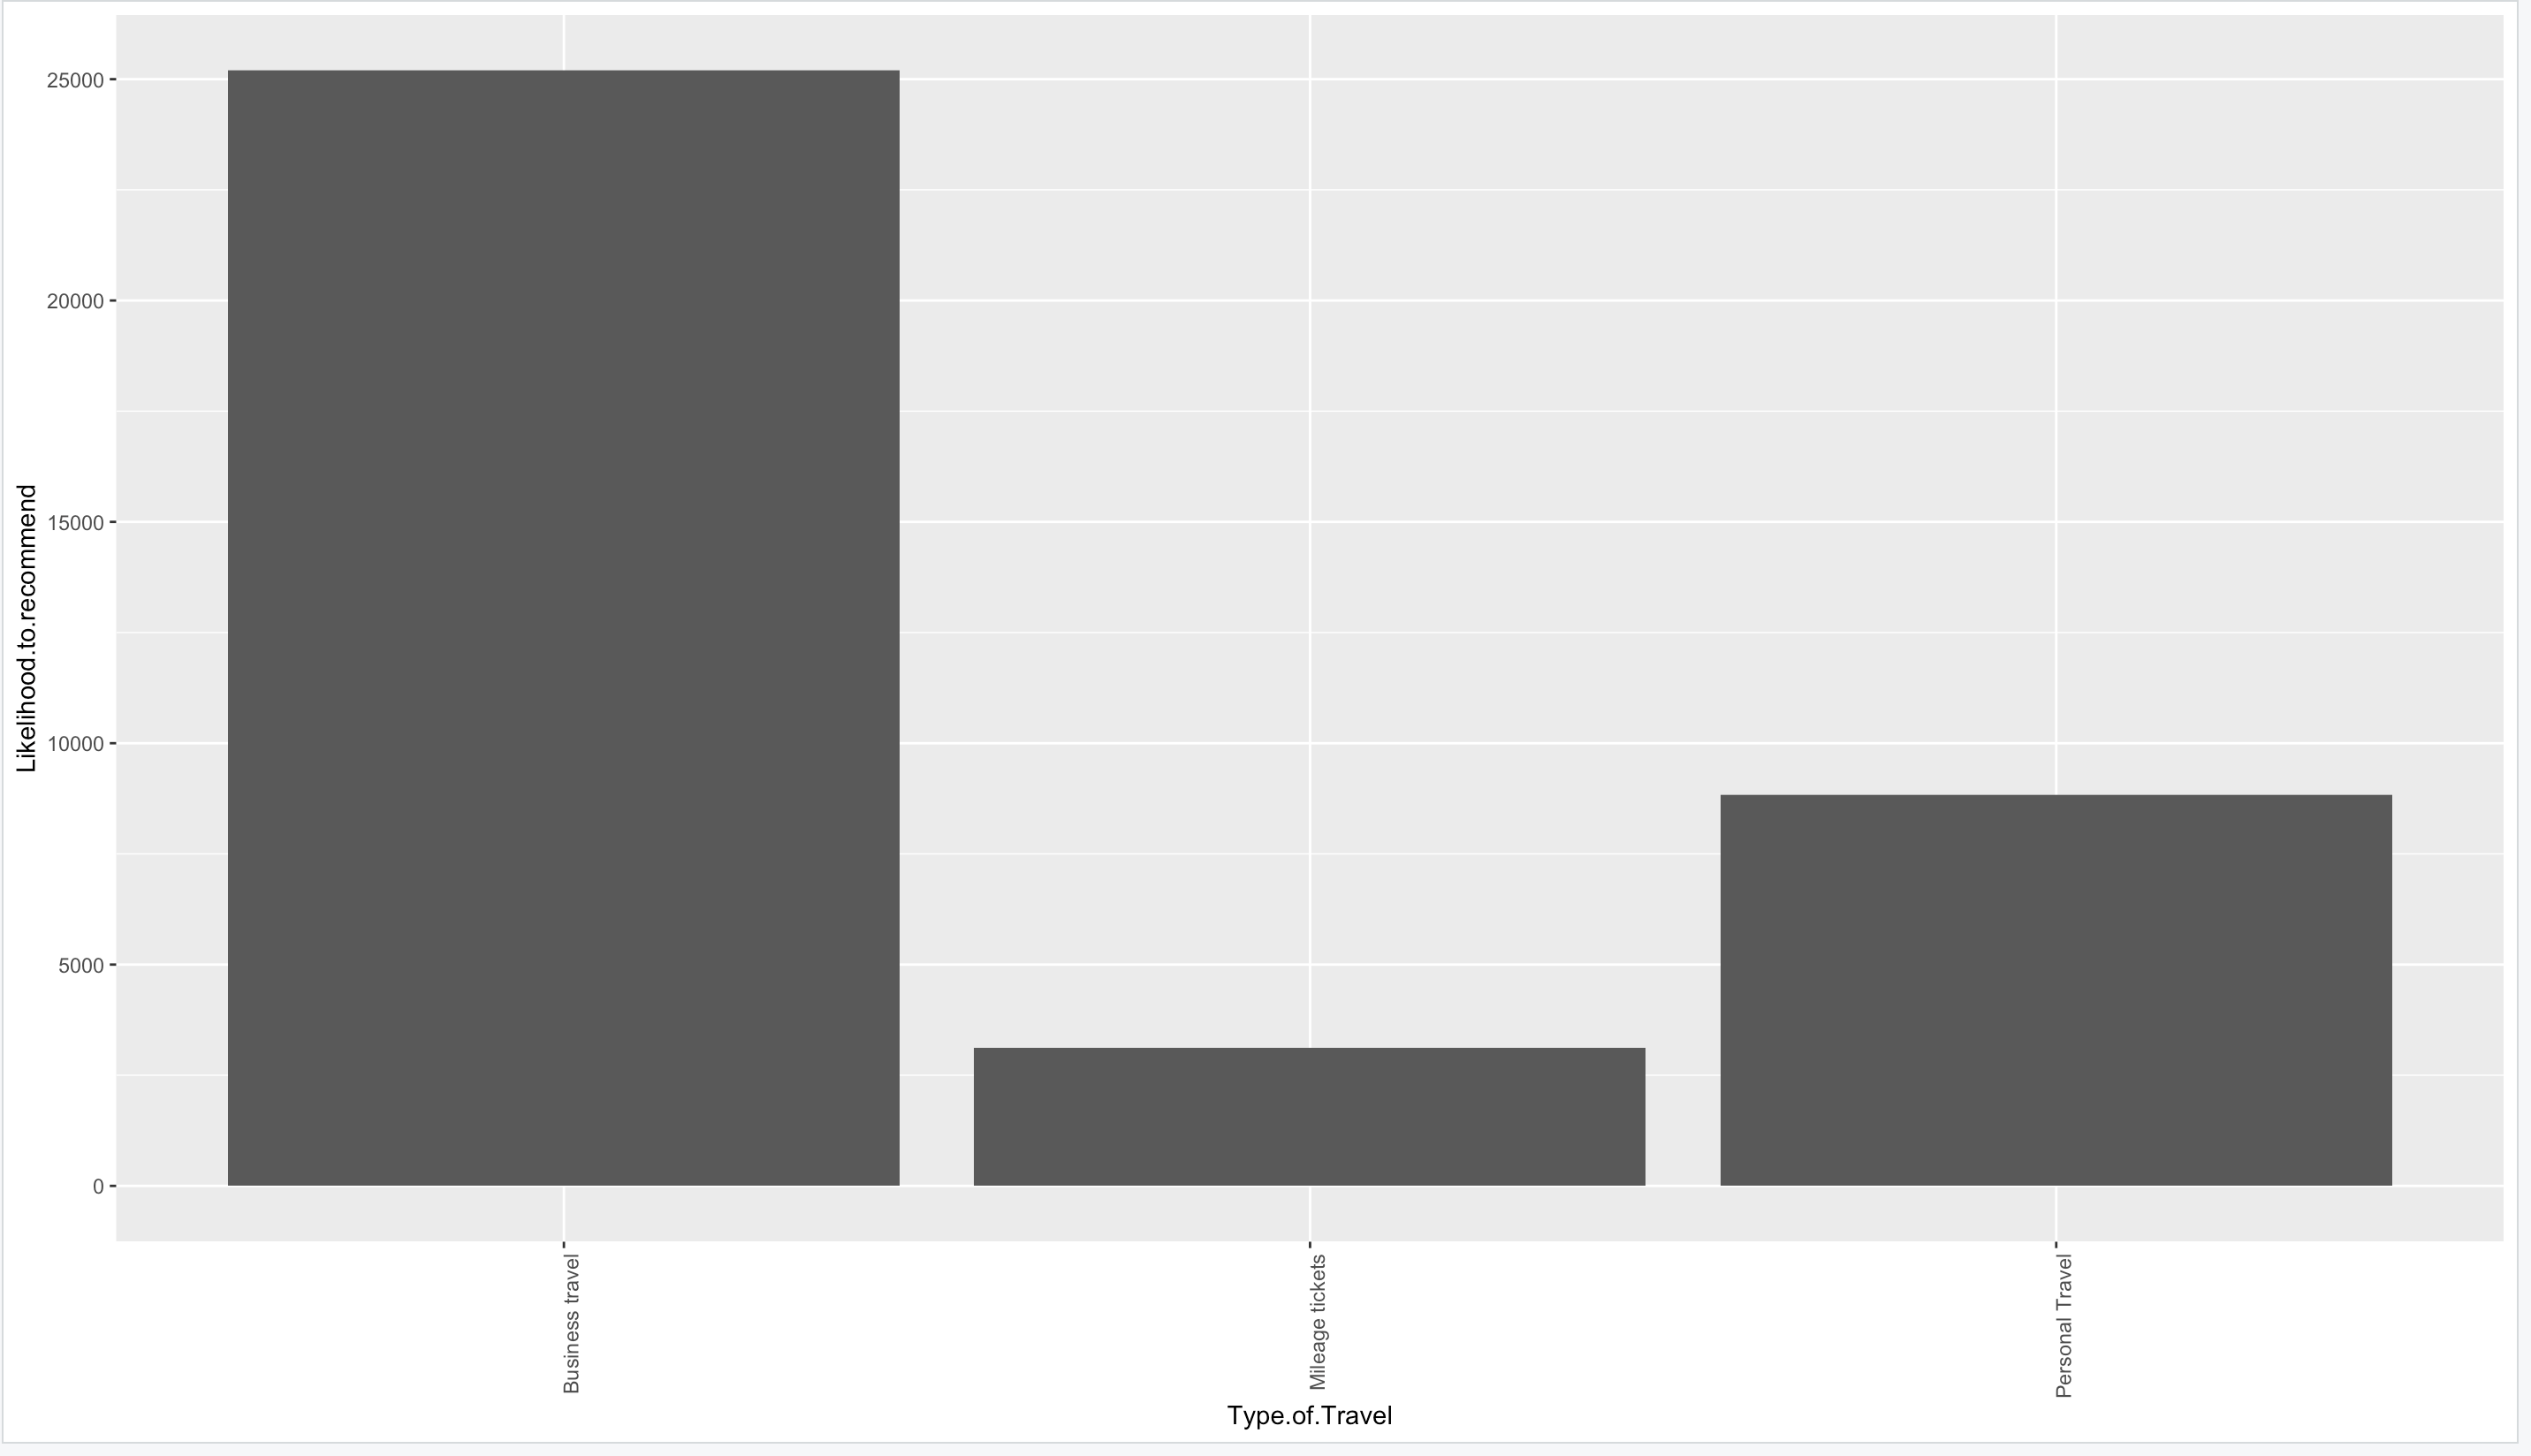 Likelihood.to.recommend
25000
20000
15000
10000
5000
0
Business travel
Mileage tickets
Personal Travel
Type.of.Travel